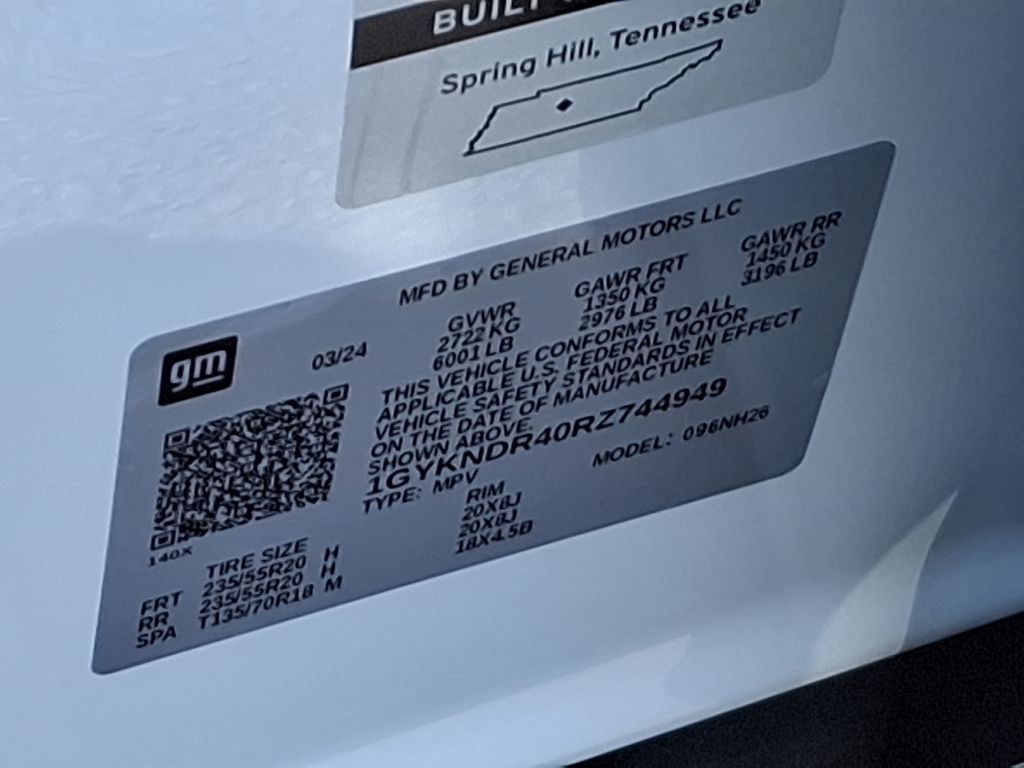 BUILT
Spring Hill, Tennessee
MFD BY GENERAL MOTORS LLC
gm
03/24
GVWR GAWR FRT GAWR RR
2722 KG 1350 KG 1450 KG
6001 LB 2976 LB 3196 LB
THIS VEHICLE CONFORMS TO ALL
APPLICABLE U.S. FEDERAL MOTOR
VEHICLE SAFETY STANDARDS IN EFFECT
ON THE DATE OF MANUFACTURE
SHOWN ABOVE.
1GYKNDR40RZ744949
TYPE: MPV MODEL: 096NH26
140X
TIRE SIZE RIM
FRT 235/55R20 H 20X8J
RR 235/55R20 H 20X8J
SPA T135/70R18 M 18X4.5B